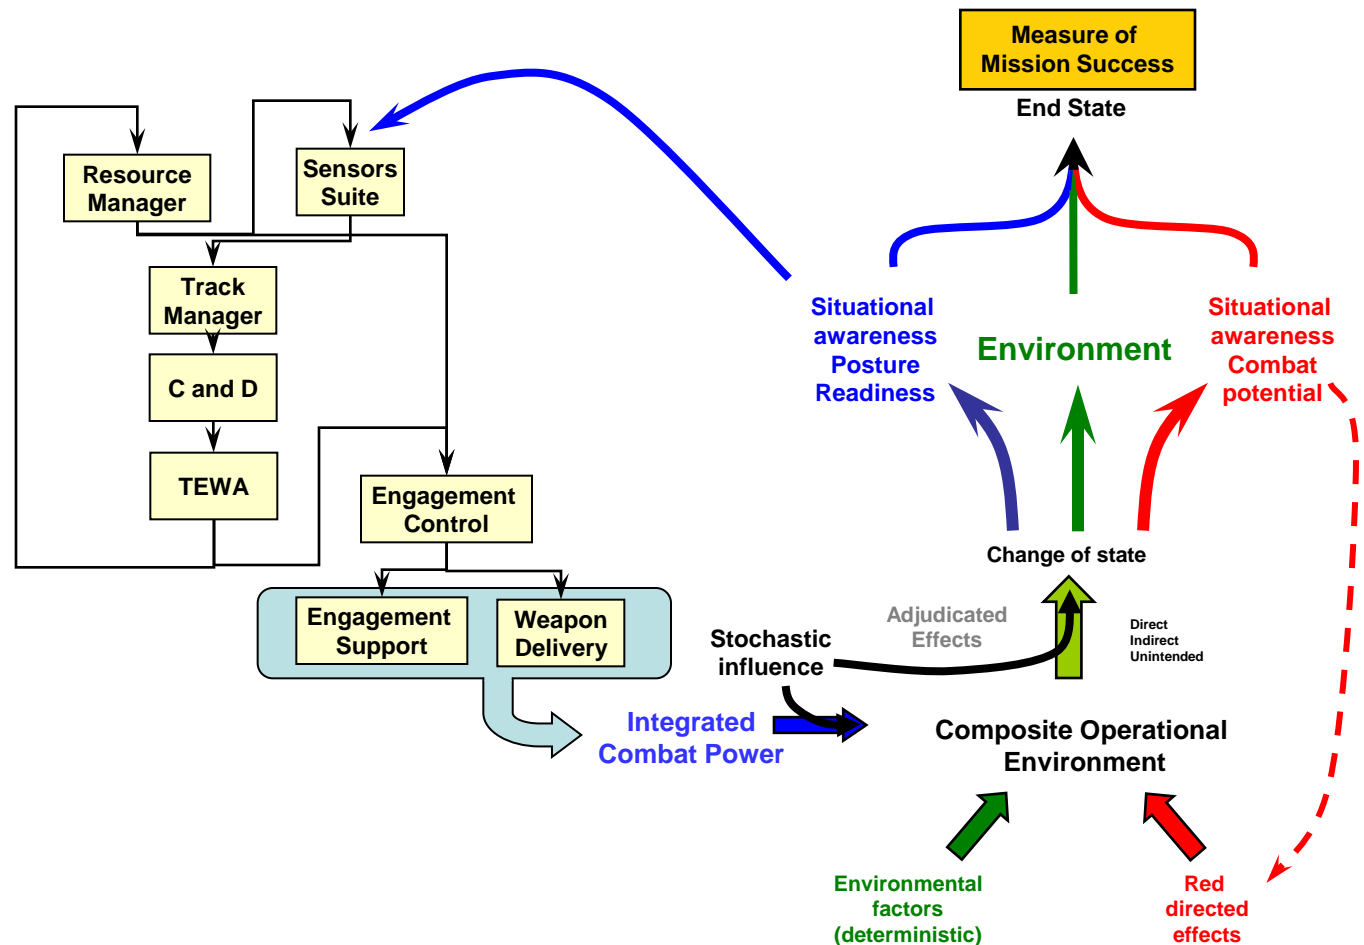 Measure of
Mission Success
End State
Resource
Manager
Sensors
Suite
Track
Manager
C and D
TEWA
Engagement
Control
Engagement
Support
Weapon
Delivery
Situational
awareness
Posture
Readiness
Environment
Situational
awareness
Combat
potential
Change of state
Adjudicated
Effects
Direct
Indirect
Unintended
Stochastic
influence
Integrated
Combat Power
Composite Operational
Environment
Environmental
factors
(deterministic)
Red
directed
effects